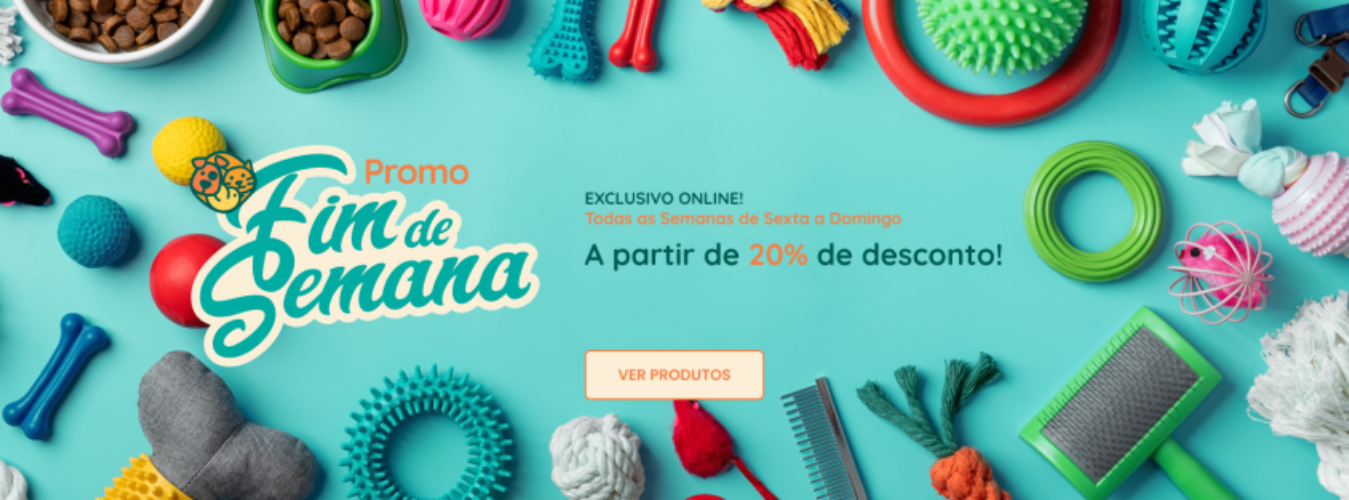 Promo
Fim de
Semana
EXCLUSIVO ONLINE!
Todas as Semanas de Sexta a Domingo
A partir de 20% de desconto!
VER PRODUTOS